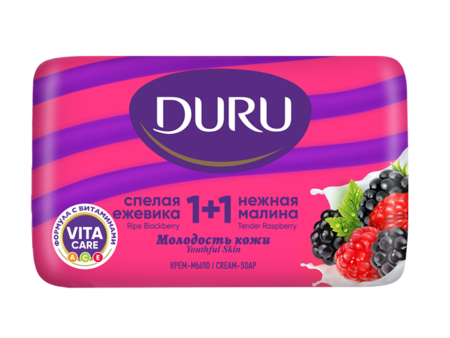 DURU
спелая ежевика
Ripe Blackberry
1+1
нежная малина
Tender Raspberry
Молодость кожи
Youthful Skin
КРЕМ-МЫЛО / CREAM-SOAP
ФОРМУЛА С ВИТАМИНАМИ
VITA
CARE
A C E